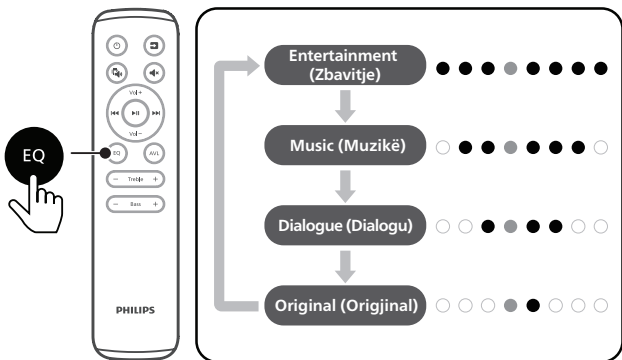 Vol+
Vol−
EQ
EQ
AVL
− Treble +
− Bass +
PHILIPS
Entertainment
(Zbavitje)
Music (Muzikë)
Dialogue (Dialogu)
Original (Origjinal)